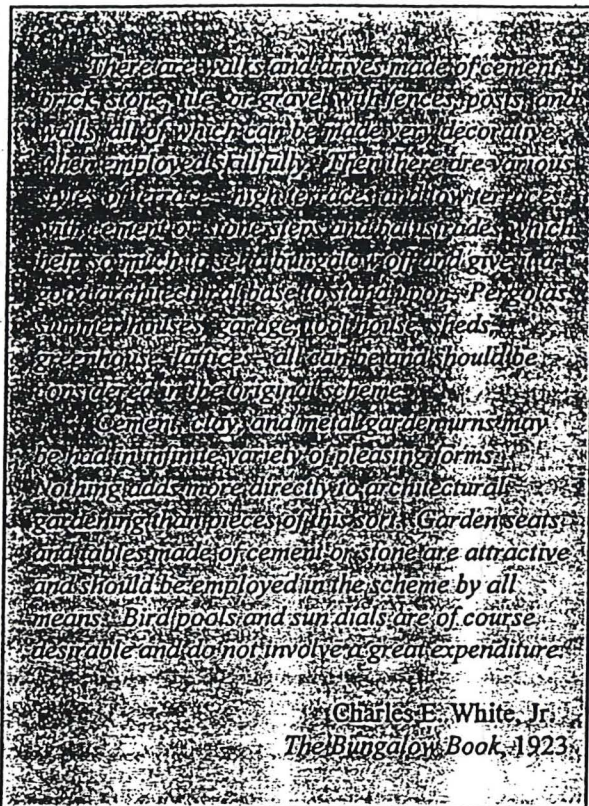 There are walks and drives made of cement,
brick, stone, tile, or gravel with fences, posts, and
walls, all of which can be made very decorative
when employed skillfully. Then there are various
styles of terrace - high terraces and low terraces,
with cement or stone steps and balustrades, which
help so much to set a bungalow off and give it a
good architectural base to stand upon. Pergolas,
summer houses, garage, tool house, sheds,
greenhouse, lattices - all can be and should be
considered in the original scheme.
Cement, clay, and metal garden urns may
be had in infinite variety of pleasing forms.
Nothing adds more directly to architectural
gardening than pieces of this sort. Garden seats
and tables made of cement or stone are attractive
and should be employed in the scheme by all
means. Bird pools and sun dials are of course
desirable and do not involve a great expenditure.
Charles E. White, Jr.
The Bungalow Book, 1923